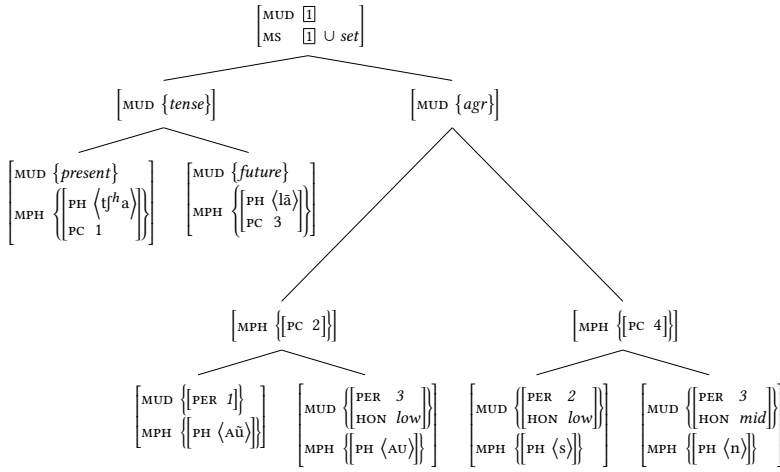 MUD 1
MS 1 ∪ set
MUD {tense}
MUD {agr}
MUD {present}
MPH {[PH ⟨tʃʰa⟩
PC 1]}
MUD {future}
MPH {[PH ⟨lā⟩
PC 3]}
[MPH {[PC 2]}]
[MPH {[PC 4]}]
MUD {[PER 1]}
MPH {[PH ⟨ʌũ⟩]}
MUD {[PER 3
HON low]}
MPH {[PH ⟨ʌu⟩]}
MUD {[PER 2
HON low]}
MPH {[PH ⟨s⟩]}
MUD {[PER 3
HON mid]}
MPH {[PH ⟨n⟩]}